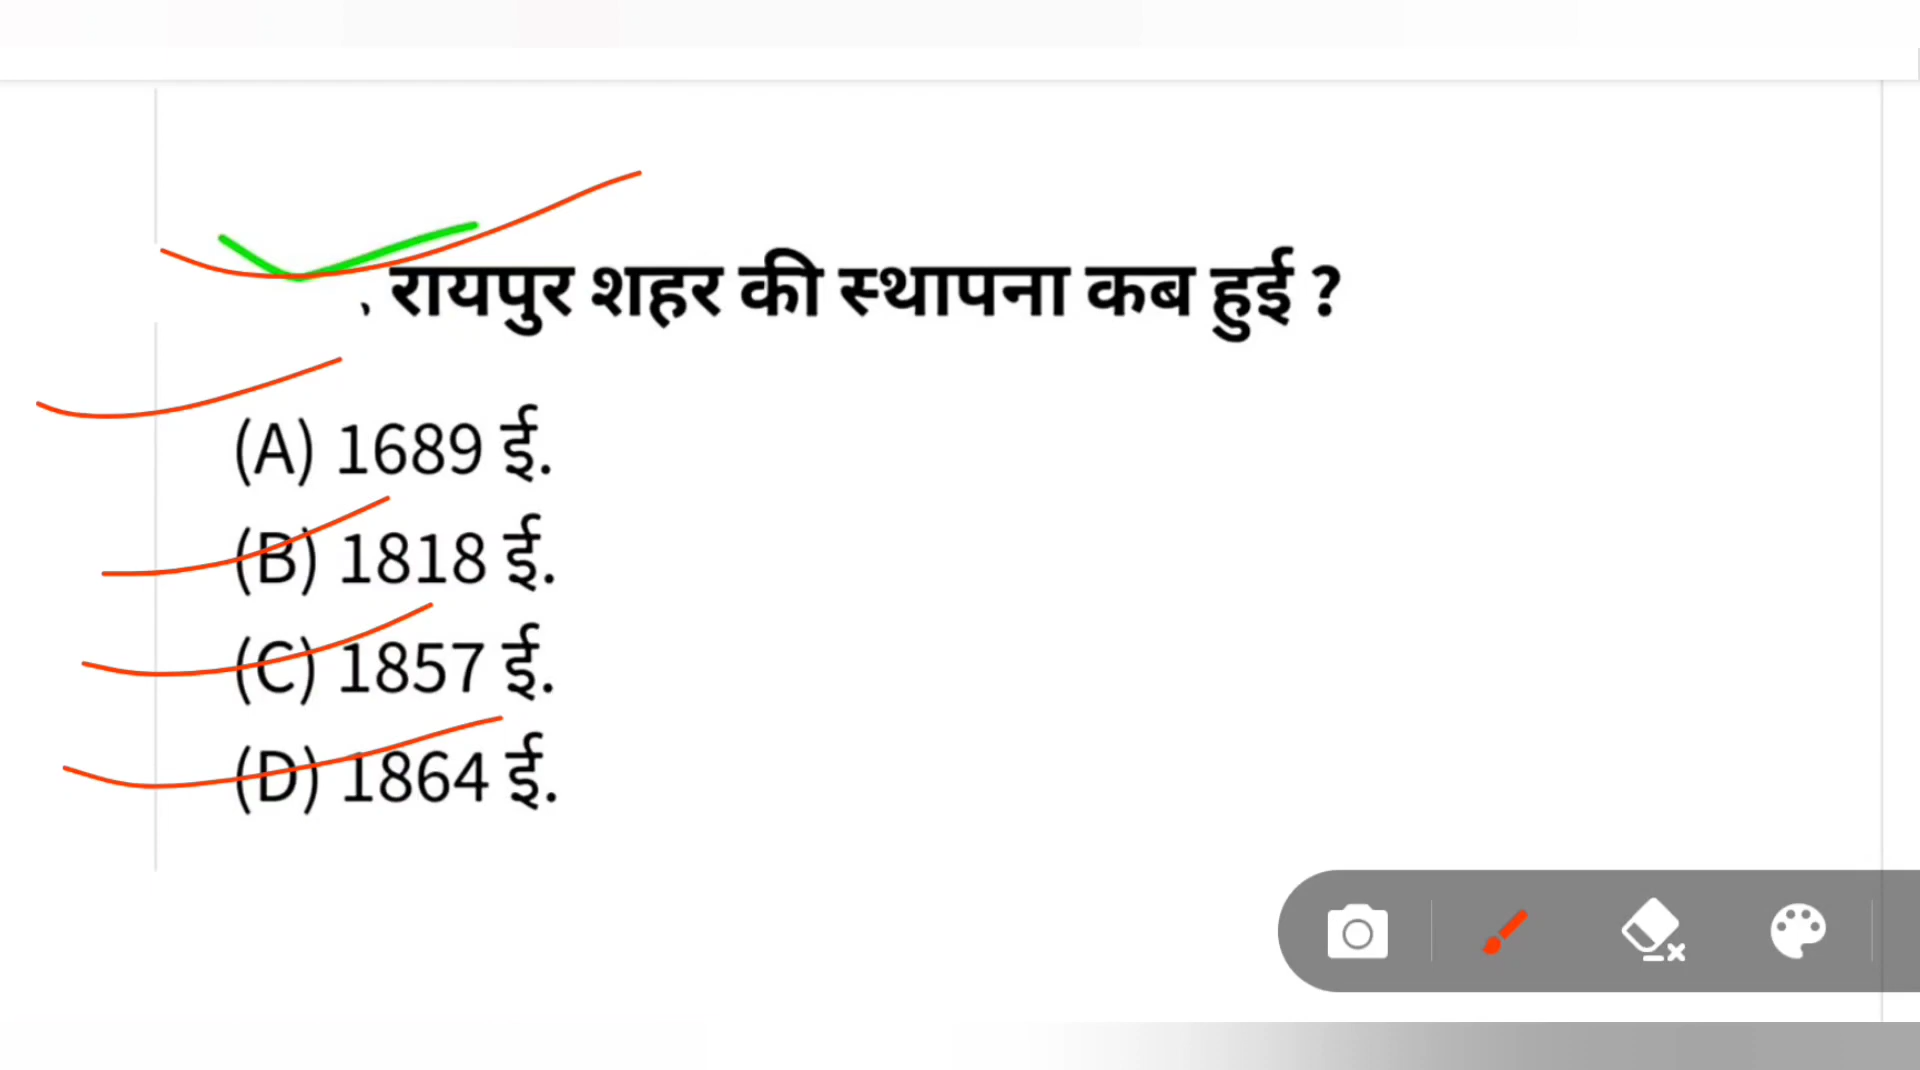 रायपुर शहर की स्थापना कब हुई ?
(A) 1689 ई.
(B) 1818 ई.
(C) 1857 ई.
(D) 1864 ई.